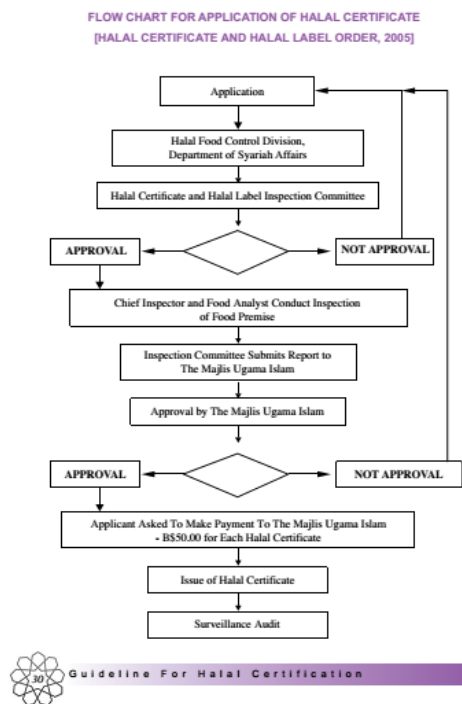 FLOW CHART FOR APPLICATION OF HALAL CERTIFICATE
[HALAL CERTIFICATE AND HALAL LABEL ORDER, 2005]
Application
Halal Food Control Division,
Department of Syariah Affairs
Halal Certificate and Halal Label Inspection Committee
APPROVAL
NOT APPROVAL
Chief Inspector and Food Analyst Conduct Inspection
of Food Premise
Inspection Committee Submits Report to
The Majlis Ugama Islam
Approval by The Majlis Ugama Islam
APPROVAL
NOT APPROVAL
Applicant Asked To Make Payment To The Majlis Ugama Islam
- B$50.00 for Each Halal Certificate
Issue of Halal Certificate
Surveillance Audit
30
Guideline For Halal Certification